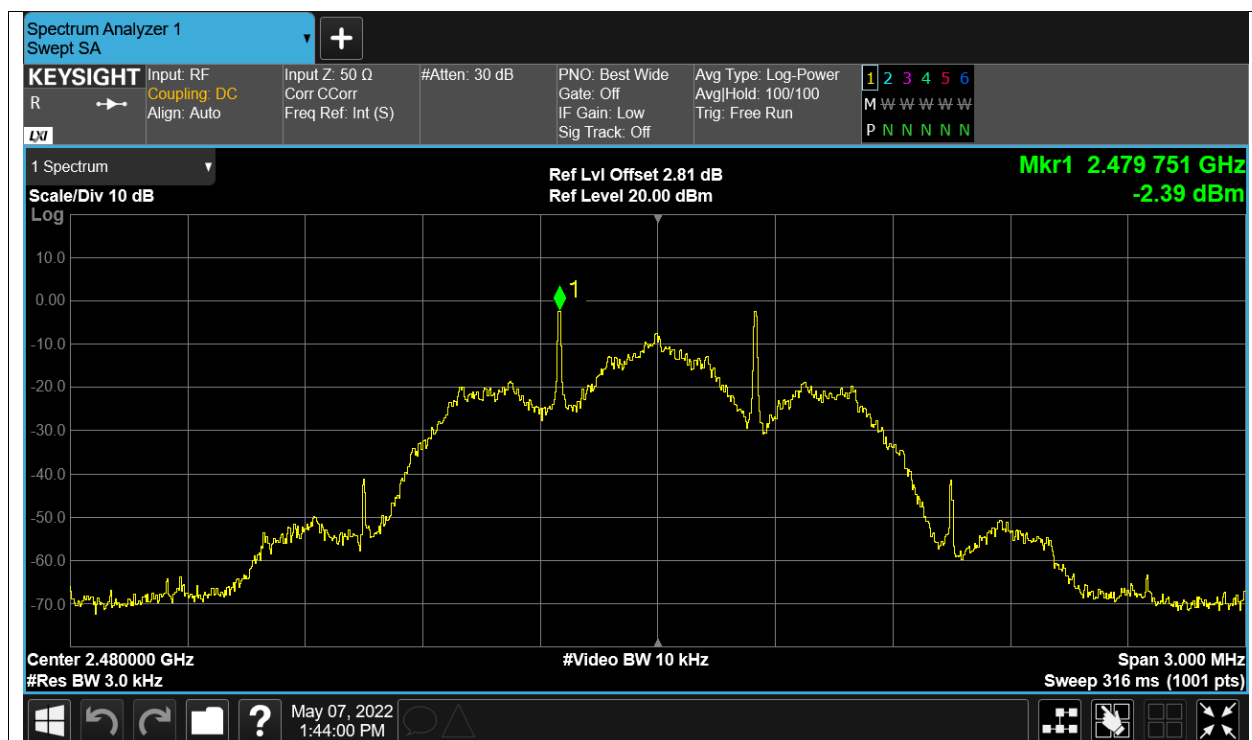 Spectrum Analyzer 1
Swept SA
+
KEYSIGHT
R
LXI
Input: RF
Coupling: DC
Align: Auto
Input Z: 50 Ω
Corr CCorr
Freq Ref: Int (S)
#Atten: 30 dB
PNO: Best Wide
Gate: Off
IF Gain: Low
Sig Track: Off
Avg Type: Log-Power
Avg|Hold: 100/100
Trig: Free Run
1 2 3 4 5 6
M W W W W W
P N N N N N
1 Spectrum
Scale/Div 10 dB
Ref Lvl Offset 2.81 dB
Ref Level 20.00 dBm
Mkr1 2.479 751 GHz
-2.39 dBm
Log
10.0
0.00
-10.0
-20.0
-30.0
-40.0
-50.0
-60.0
-70.0
1
Center 2.480000 GHz
#Res BW 3.0 kHz
#Video BW 10 kHz
Span 3.000 MHz
Sweep 316 ms (1001 pts)
?
May 07, 2022
1:44:00 PM